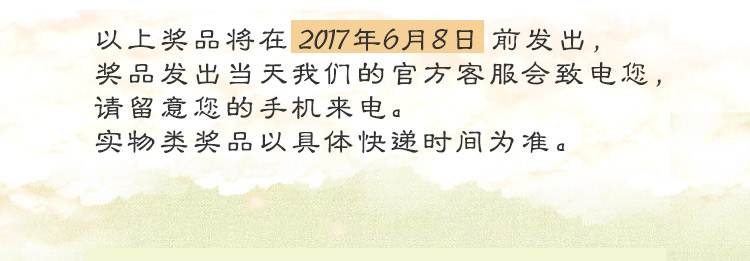 以上奖品将在 2017年6月8日 前发出，
奖品发出当天我们的官方客服会致电您，
请留意您的手机来电。
实物类奖品以具体快递时间为准。